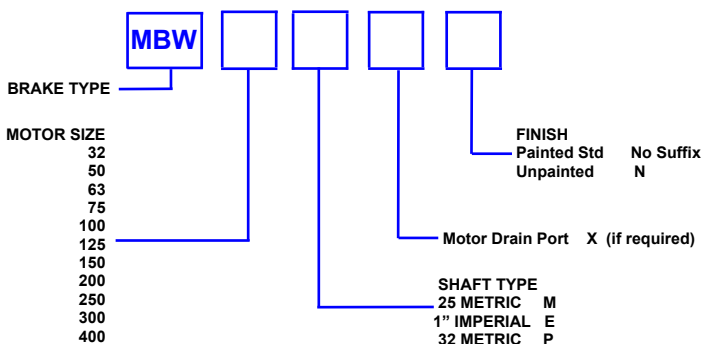 MBW
BRAKE TYPE
MOTOR SIZE
32
50
63
75
100
125
150
200
250
300
400
FINISH
Painted Std No Suffix
Unpainted N
Motor Drain Port X (if required)
SHAFT TYPE
25 METRIC M
1” IMPERIAL E
32 METRIC P